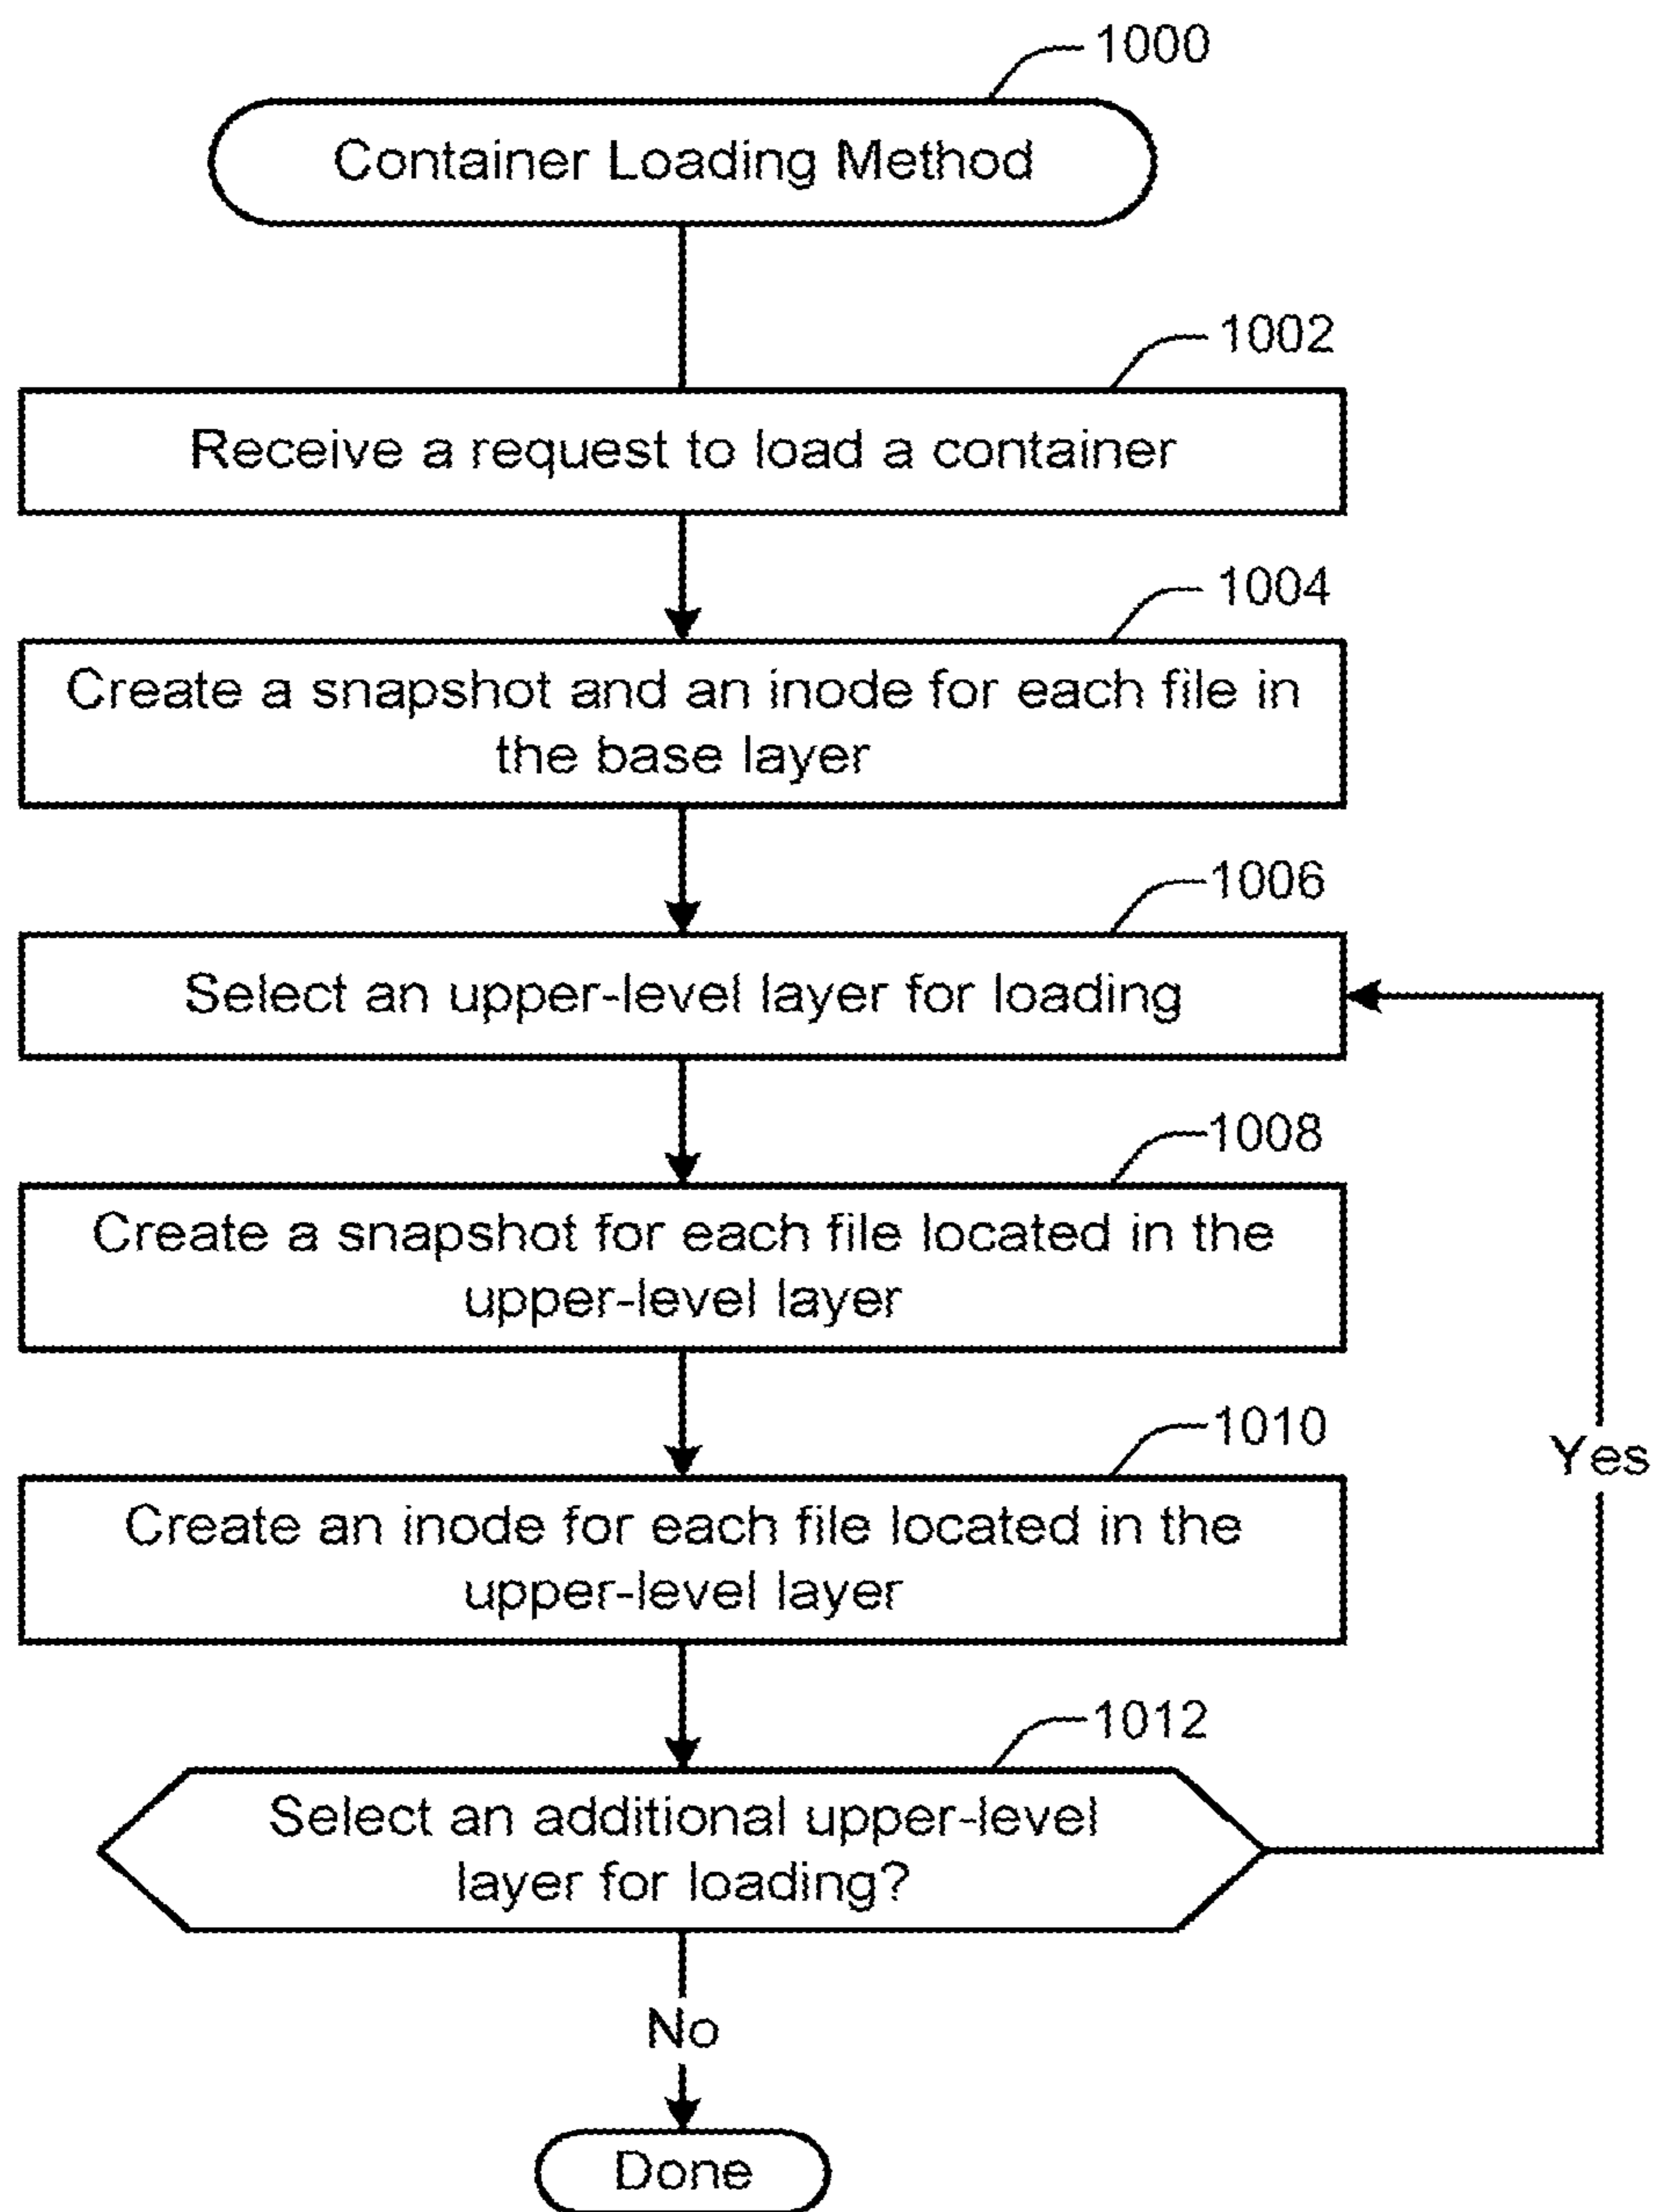 1000
Container Loading Method
1002
Receive a request to load a container
1004
Create a snapshot and an inode for each file in
the base layer
1006
Select an upper-level layer for loading
1008
Create a snapshot for each file located in the
upper-level layer
1010
Create an inode for each file located in the
upper-level layer
Yes
1012
Select an additional upper-level
layer for loading?
No
Done